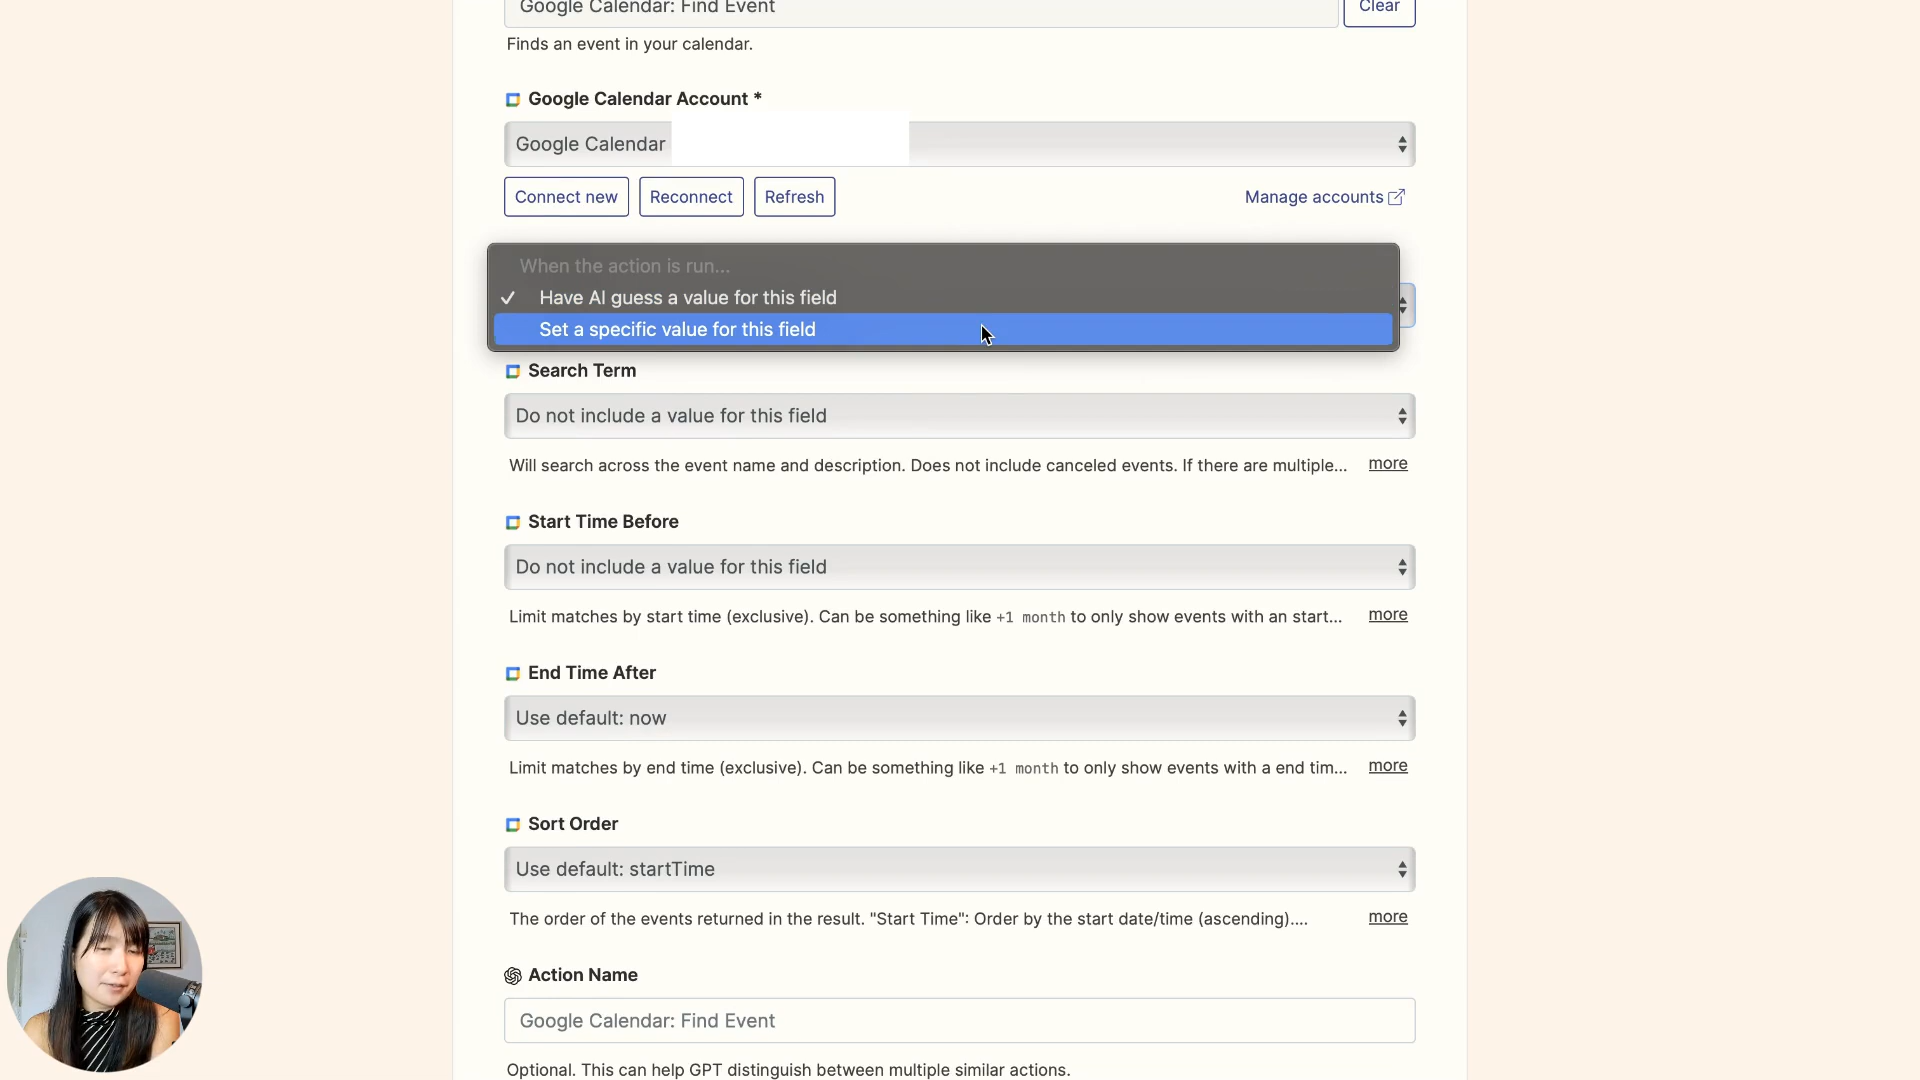 Google Calendar: Find Event
Clear
Finds an event in your calendar.
Google Calendar Account *
Google Calendar
Connect new
Reconnect
Refresh
Manage accounts
When the action is run...
✓ Have AI guess a value for this field
Set a specific value for this field
Search Term
Do not include a value for this field
Will search across the event name and description. Does not include canceled events. If there are multiple... more
Start Time Before
Do not include a value for this field
Limit matches by start time (exclusive). Can be something like +1 month to only show events with an start... more
End Time After
Use default: now
Limit matches by end time (exclusive). Can be something like +1 month to only show events with a end tim... more
Sort Order
Use default: startTime
The order of the events returned in the result. "Start Time": Order by the start date/time (ascending).... more
Action Name
Google Calendar: Find Event
Optional. This can help GPT distinguish between multiple similar actions.